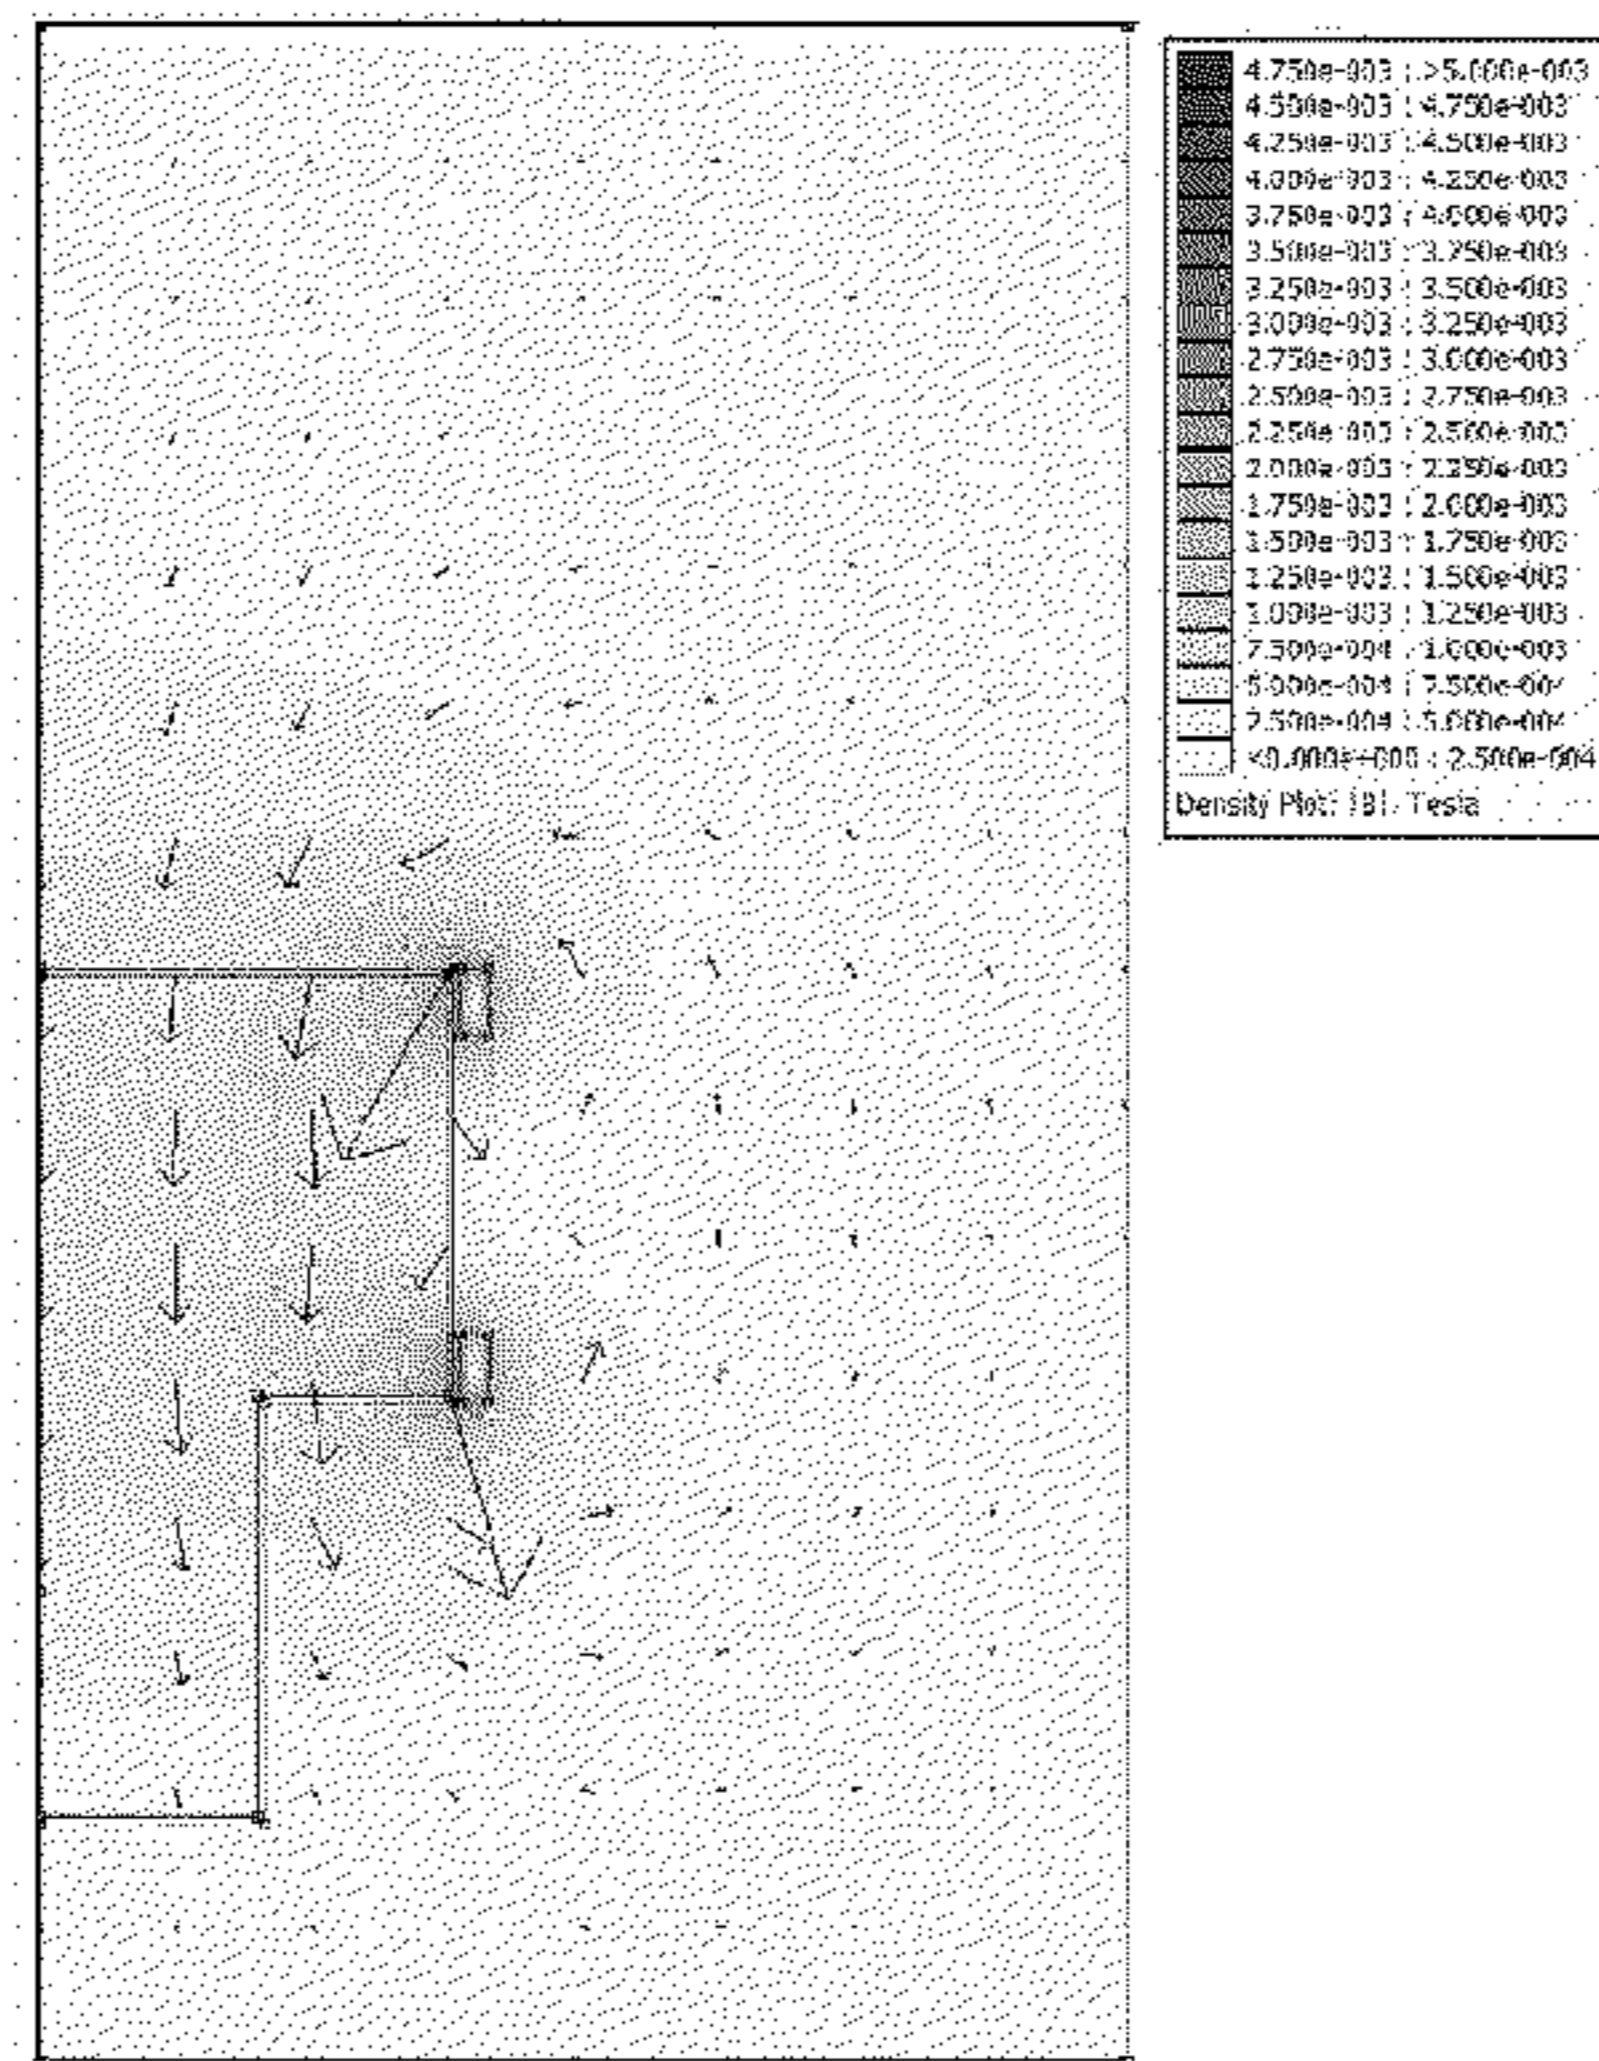 4.750e-003 : >5.000e-003
4.500e-003 : 4.750e-003
4.250e-003 : 4.500e-003
4.000e-003 : 4.250e-003
3.750e-003 : 4.000e-003
3.500e-003 : 3.750e-003
3.250e-003 : 3.500e-003
3.000e-003 : 3.250e-003
2.750e-003 : 3.000e-003
2.500e-003 : 2.750e-003
2.250e-003 : 2.500e-003
2.000e-003 : 2.250e-003
1.750e-003 : 2.000e-003
1.500e-003 : 1.750e-003
1.250e-003 : 1.500e-003
1.000e-003 : 1.250e-003
7.500e-004 : 1.000e-003
5.000e-004 : 7.500e-004
2.500e-004 : 5.000e-004
<0.000e+000 : 2.500e-004
Density Plot: |B|, Tesla